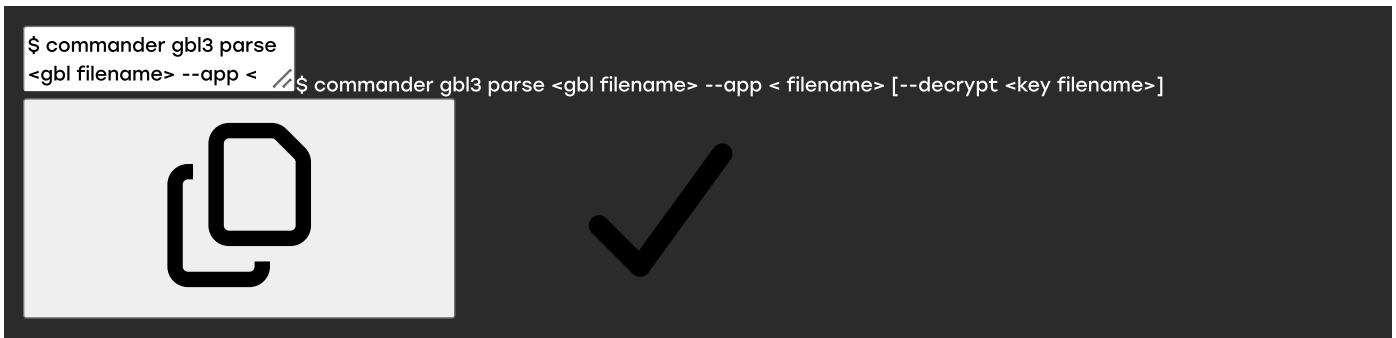 $ commander gbl3 parse
<gbl filename> --app <
$ commander gbl3 parse <gbl filename> --app < filename> [--decrypt <key filename>]